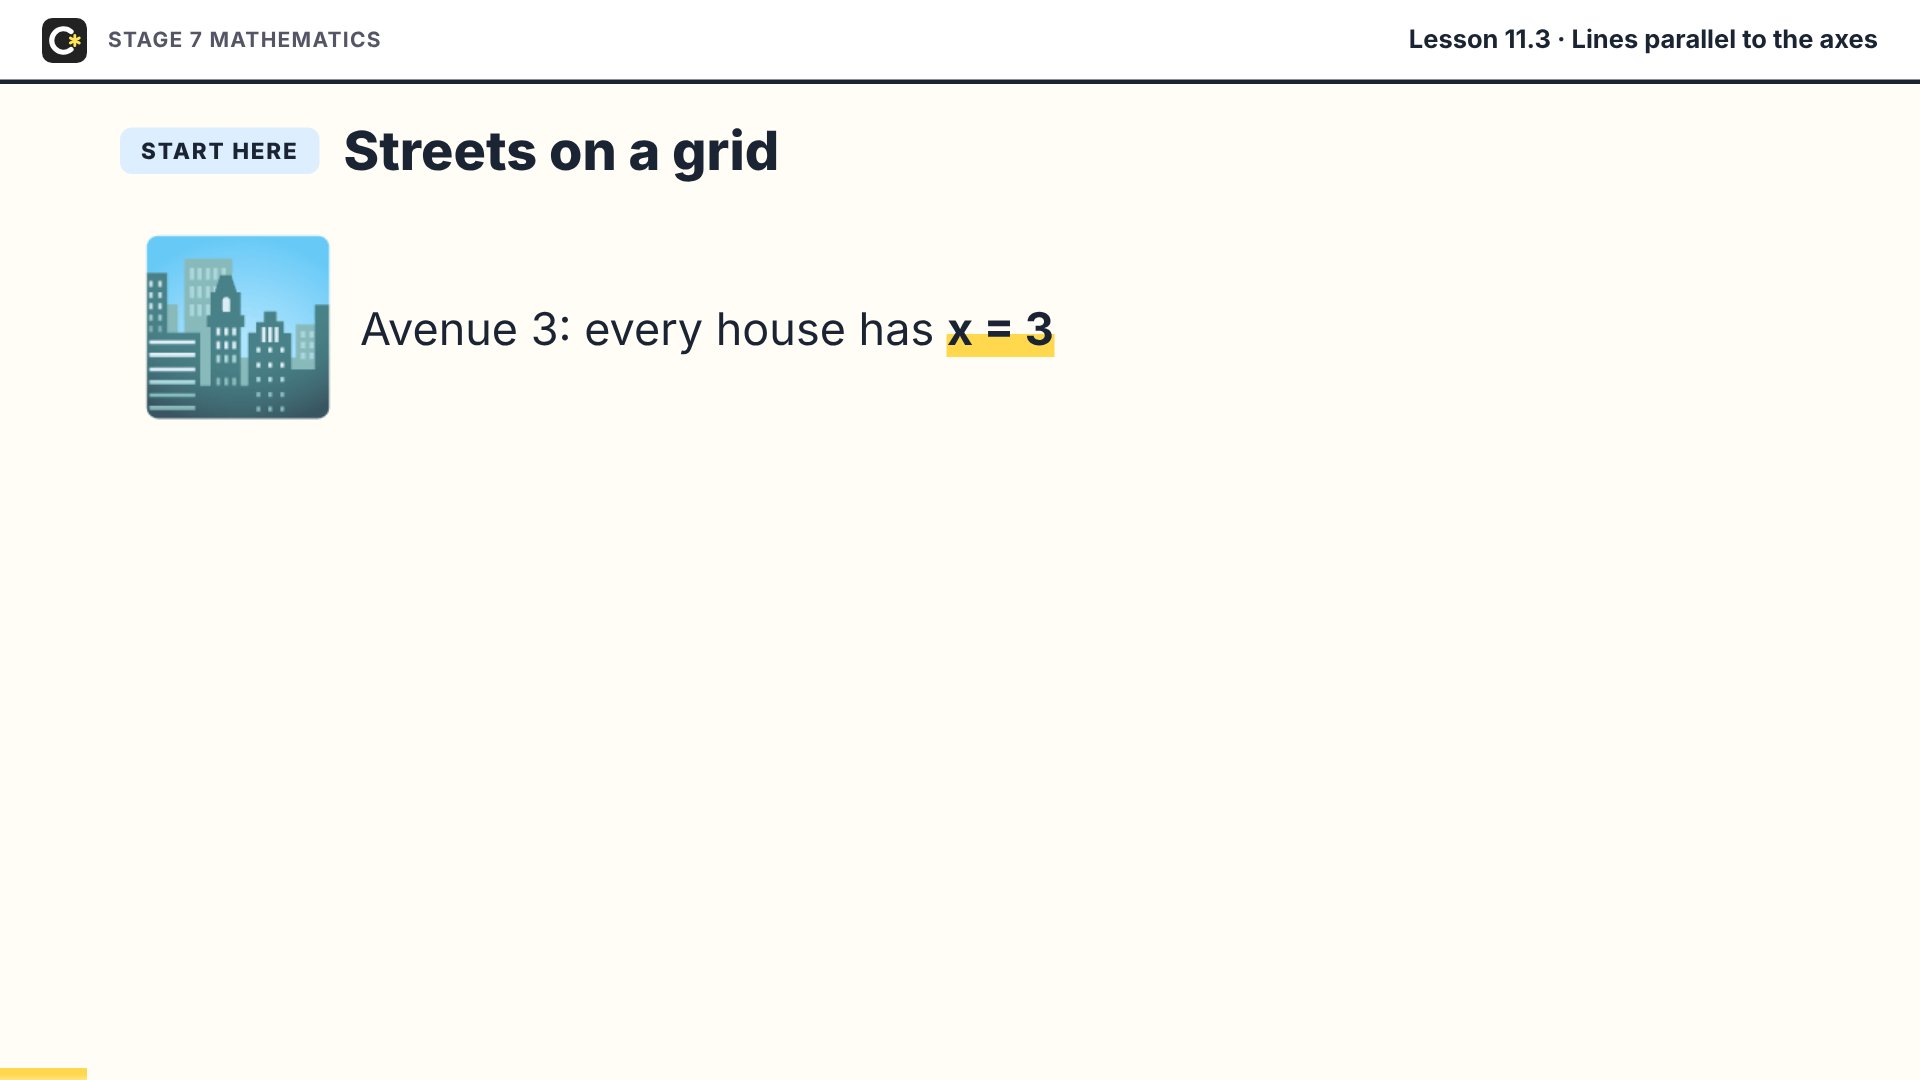 STAGE 7 MATHEMATICS
Lesson 11.3 · Lines parallel to the axes
START HERE
Streets on a grid
Avenue 3: every house has x = 3